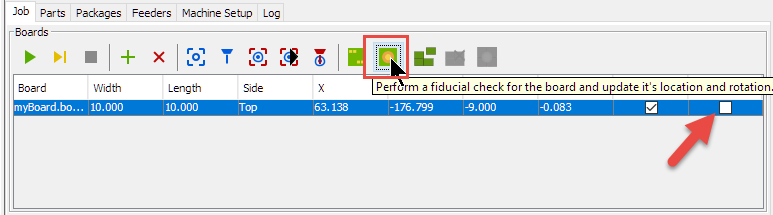 Job Parts Packages Feeders Machine Setup Log
Boards
Board Width Length Side X
Perform a fiducial check for the board and update it's location and rotation.
myBoard.bo... 10.000 10.000 Top 63.138 -176.799 -9.000 -0.083